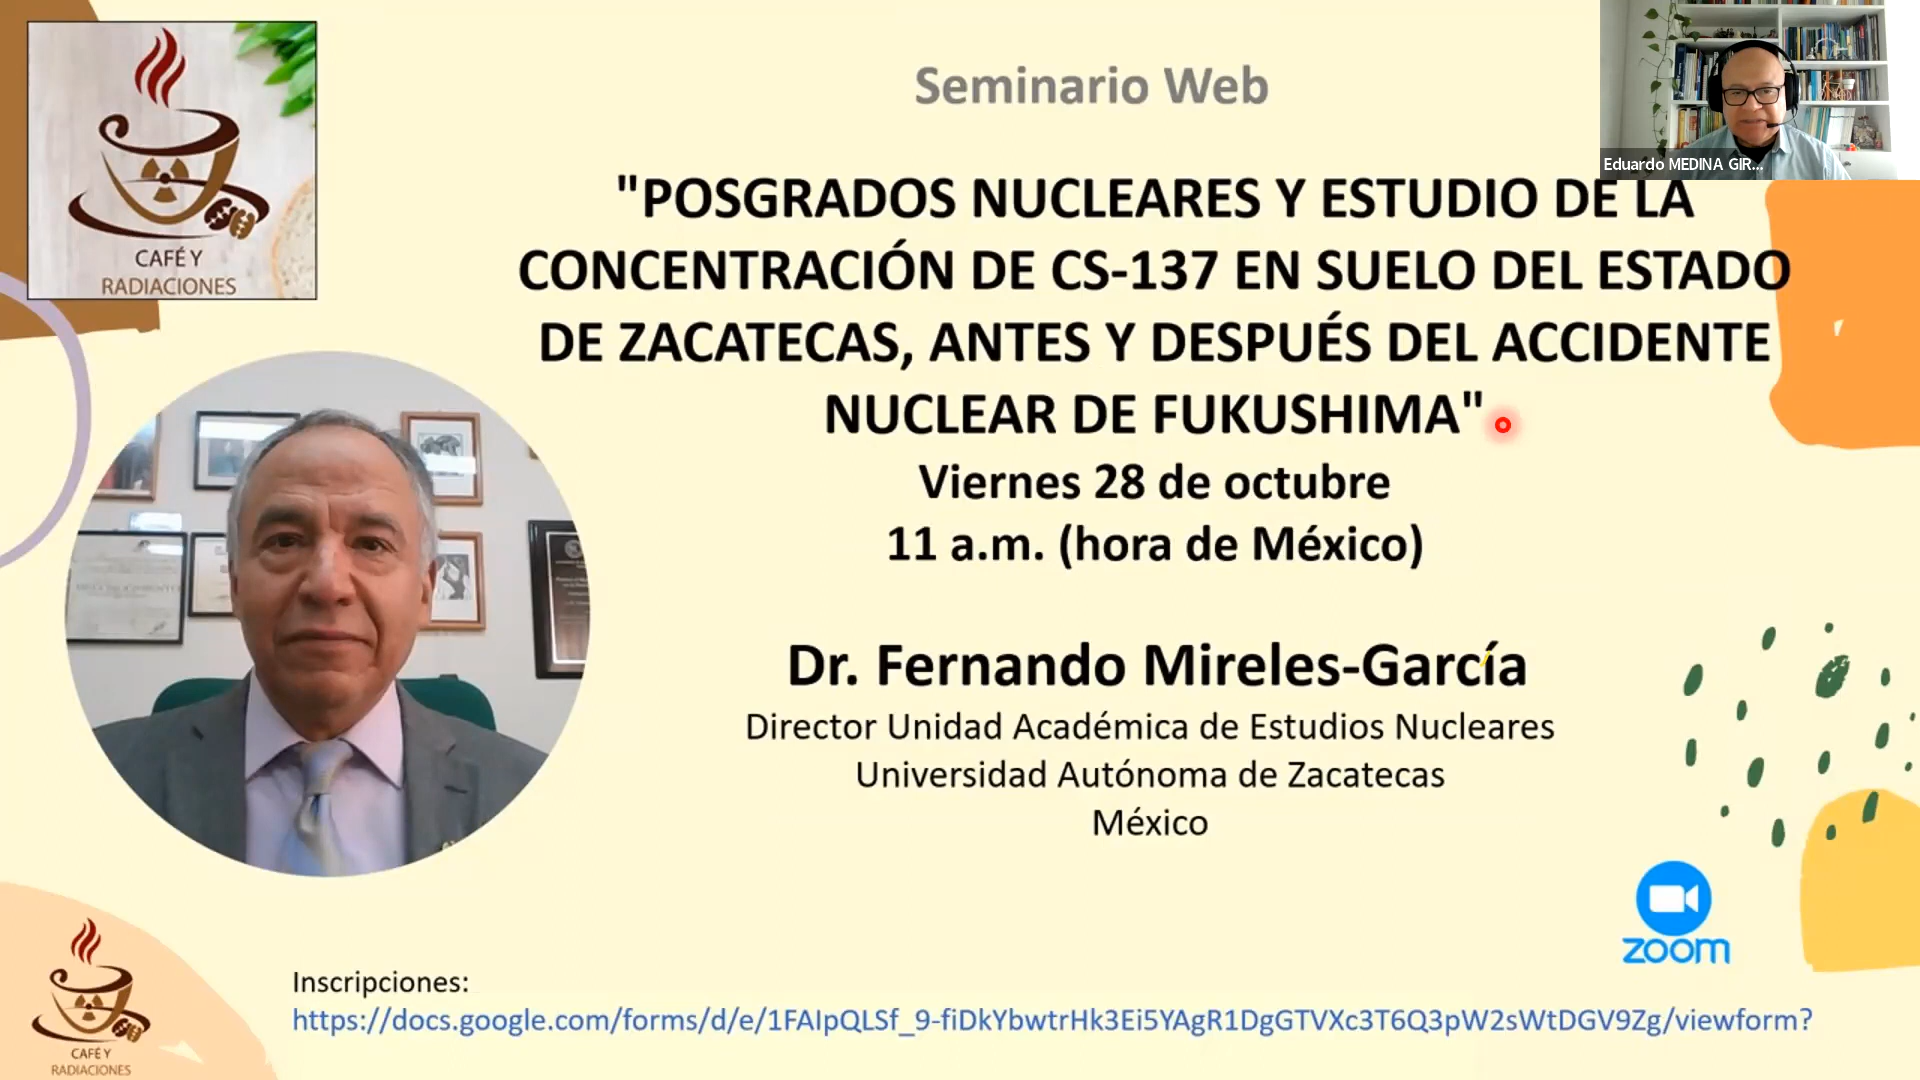 CAFÉ Y
RADIACIONES
Seminario Web
Eduardo MEDINA GIR...
"POSGRADOS NUCLEARES Y ESTUDIO DE LA
CONCENTRACIÓN DE CS-137 EN SUELO DEL ESTADO
DE ZACATECAS, ANTES Y DESPUÉS DEL ACCIDENTE
NUCLEAR DE FUKUSHIMA"
Viernes 28 de octubre
11 a.m. (hora de México)
Dr. Fernando Mireles-García
Director Unidad Académica de Estudios Nucleares
Universidad Autónoma de Zacatecas
México
zoom
Inscripciones:
https://docs.google.com/forms/d/e/1FAIpQLSf_9-fiDkYbwtrHk3Ei5YAgR1DgGTVXc3T6Q3pW2sWtDGV9Zg/viewform?
CAFÉ Y
RADIACIONES